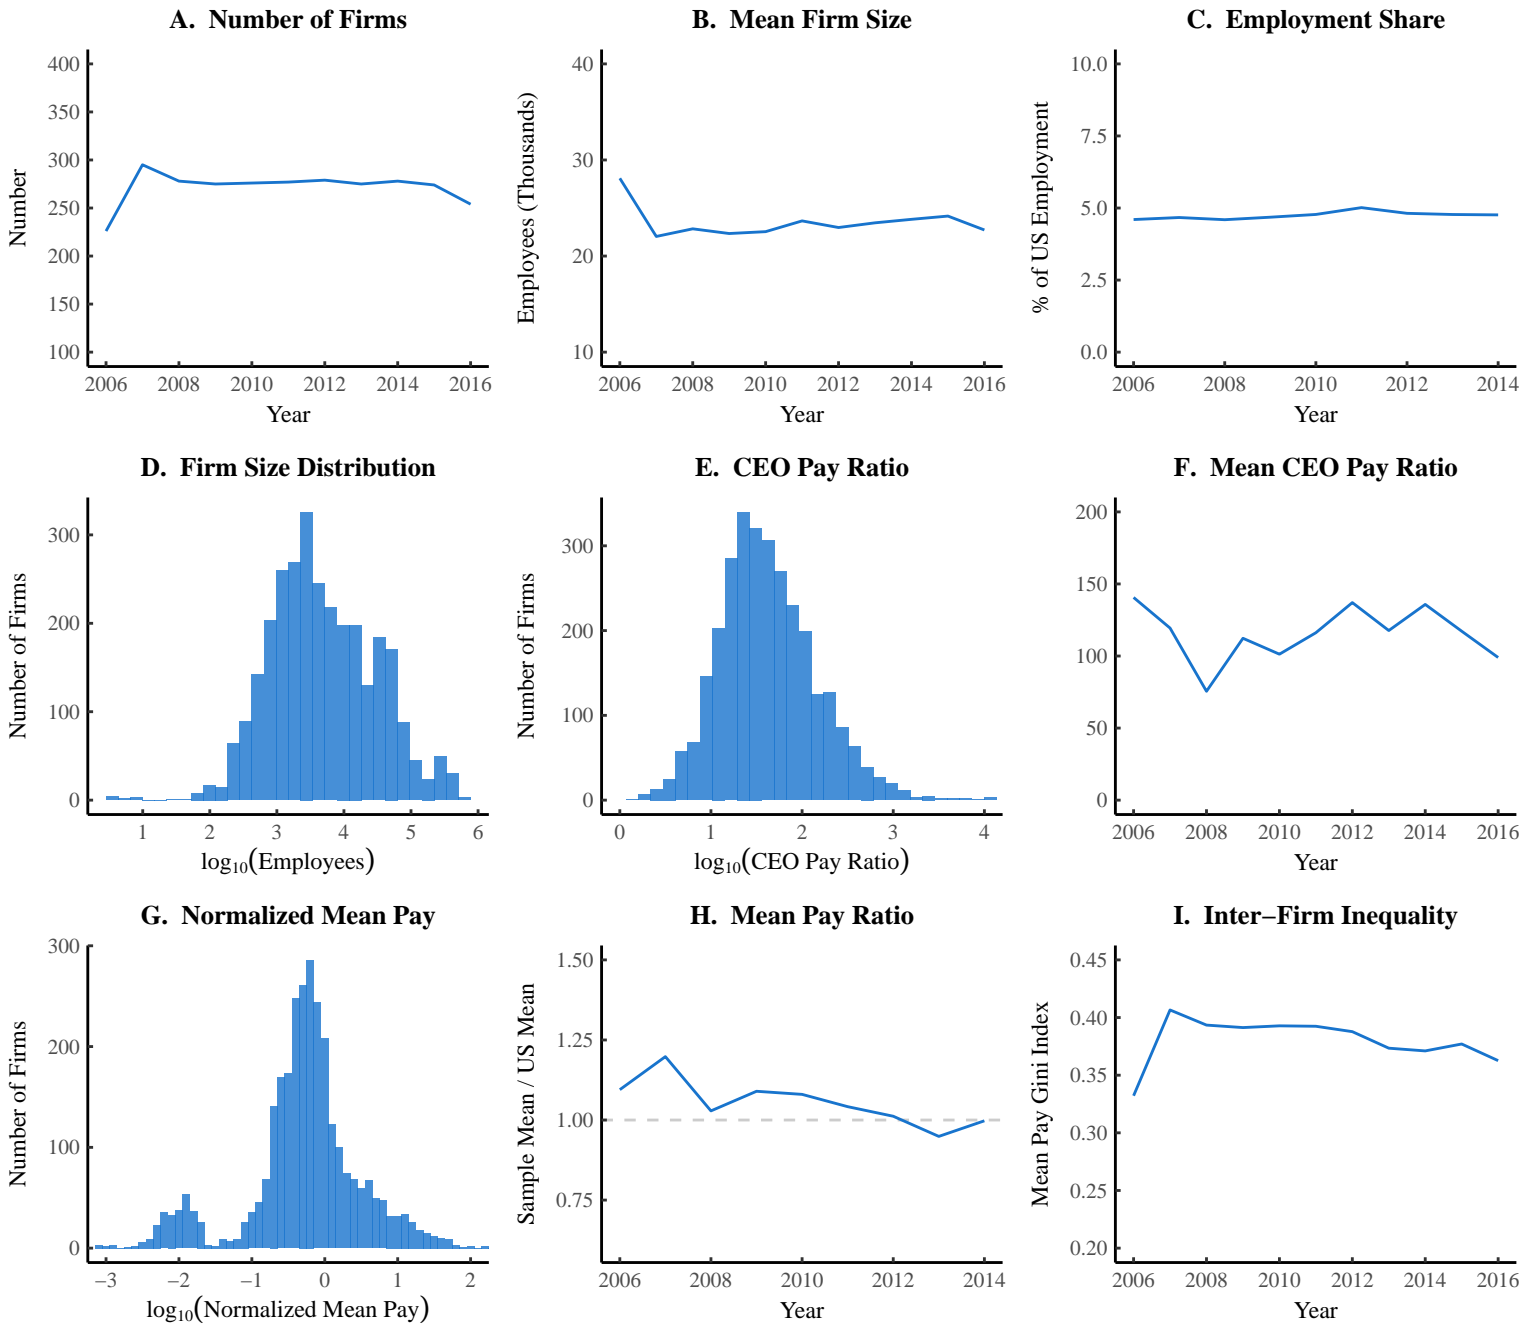 A. Number of Firms
Number
400
350
300
250
200
150
100
2006 2008 2010 2012 2014 2016
Year
B. Mean Firm Size
Employees (Thousands)
40
30
20
10
2006 2008 2010 2012 2014 2016
Year
C. Employment Share
% of US Employment
10.0
7.5
5.0
2.5
0.0
2006 2008 2010 2012 2014
Year
D. Firm Size Distribution
Number of Firms
300
200
100
0
1 2 3 4 5 6
log₁₀(Employees)
E. CEO Pay Ratio
Number of Firms
300
200
100
0
0 1 2 3 4
log₁₀(CEO Pay Ratio)
F. Mean CEO Pay Ratio
200
150
100
50
0
2006 2008 2010 2012 2014 2016
Year
G. Normalized Mean Pay
Number of Firms
300
200
100
0
−3 −2 −1 0 1 2
log₁₀(Normalized Mean Pay)
H. Mean Pay Ratio
Sample Mean / US Mean
1.50
1.25
1.00
0.75
2006 2008 2010 2012 2014
Year
I. Inter−Firm Inequality
Mean Pay Gini Index
0.45
0.40
0.35
0.30
0.25
0.20
2006 2008 2010 2012 2014 2016
Year